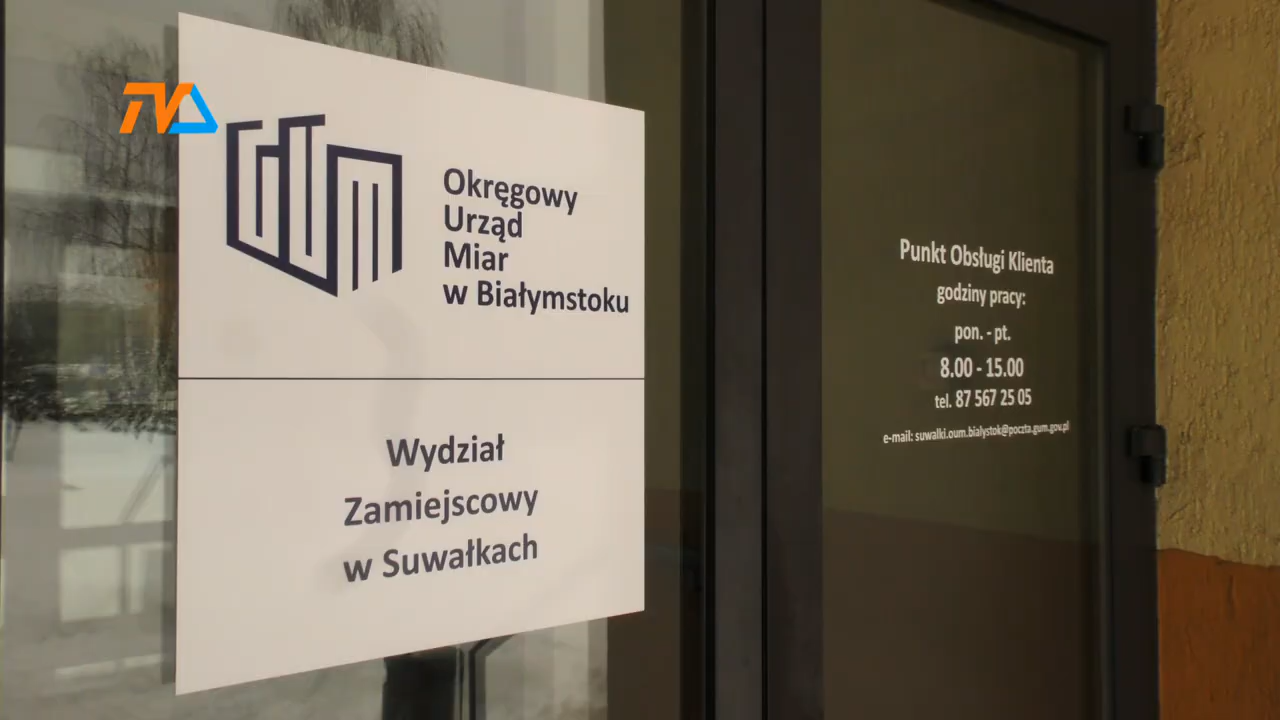 TVA
Okręgowy
Urząd
Miar
w Białymstoku
Wydział
Zamiejscowy
w Suwałkach
Punkt Obsługi Klienta
godziny pracy:
pon. - pt.
8.00 - 15.00
tel. 87 567 25 05
e-mail: suwalki.oum.bialystok@poczta.gum.gov.pl